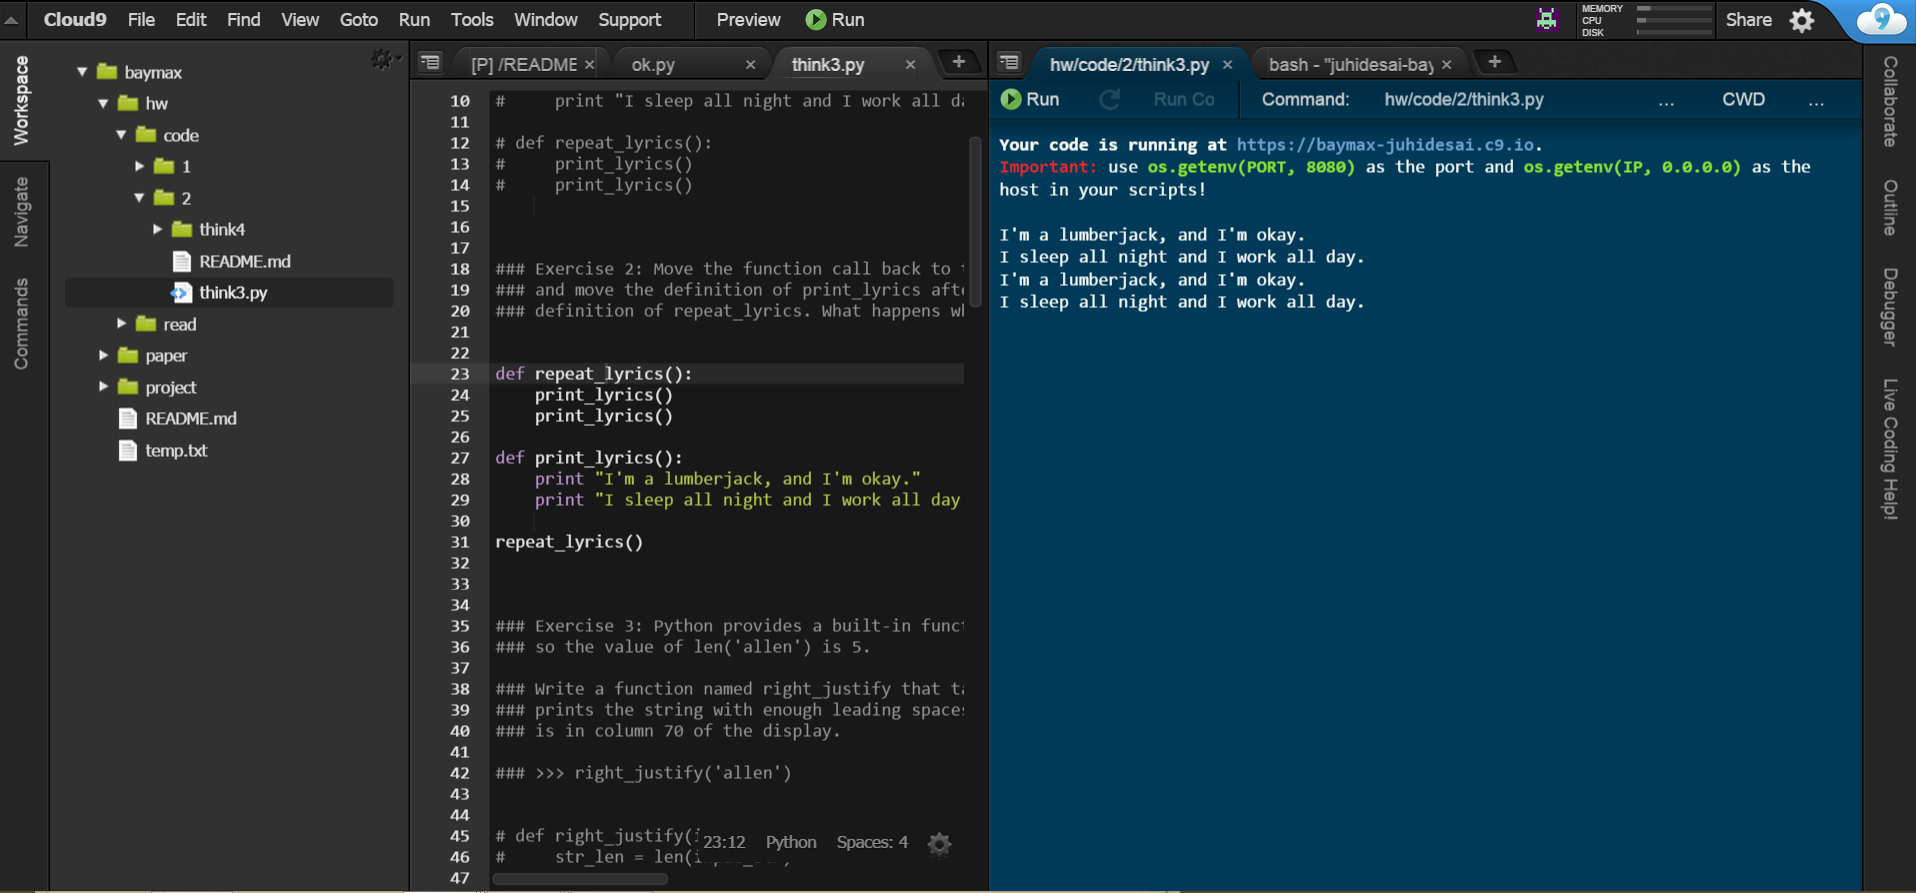 Cloud9 File Edit Find View Goto Run Tools Window Support Preview Run MEMORY CPU DISK Share
Workspace
Navigate
Commands
baymax
hw
code
1
2
think4
README.md
think3.py
read
paper
project
README.md
temp.txt
[P] /README ok.py think3.py
10 #     print "I sleep all night and I work all d
11
12 # def repeat_lyrics():
13 #     print_lyrics()
14 #     print_lyrics()
15
16
17
18 ### Exercise 2: Move the function call back to
19 ### and move the definition of print_lyrics afte
20 ### definition of repeat_lyrics. What happens w
21
22
23 def repeat_lyrics():
24     print_lyrics()
25     print_lyrics()
26
27 def print_lyrics():
28     print "I'm a lumberjack, and I'm okay."
29     print "I sleep all night and I work all day
30
31 repeat_lyrics()
32
33
34
35 ### Exercise 3: Python provides a built-in func
36 ### so the value of len('allen') is 5.
37
38 ### Write a function named right_justify that ta
39 ### prints the string with enough leading spaces
40 ### is in column 70 of the display.
41
42 ### >>> right_justify('allen')
43
44
45 # def right_justify(
46 #     str_len = len(
47
23:12 Python Spaces: 4
hw/code/2/think3.py bash - "juhidesai-bay
Run Run Co Command: hw/code/2/think3.py ... CWD ...
Your code is running at https://baymax-juhidesai.c9.io.
Important: use os.getenv(PORT, 8080) as the port and os.getenv(IP, 0.0.0.0) as the
host in your scripts!
I'm a lumberjack, and I'm okay.
I sleep all night and I work all day.
I'm a lumberjack, and I'm okay.
I sleep all night and I work all day.
Collaborate
Outline
Debugger
Live Coding Help!